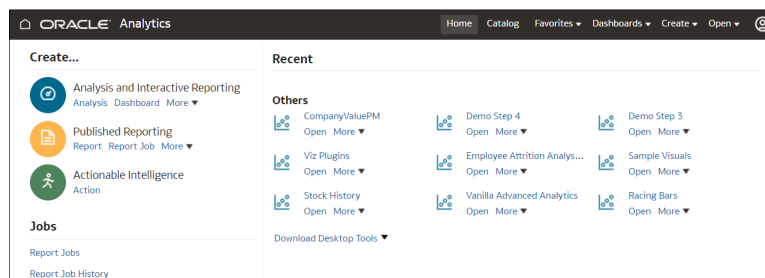 ORACLE Analytics
Home Catalog Favorites Dashboards Create Open
Create...
Analysis and Interactive Reporting
Analysis Dashboard More
Published Reporting
Report Report Job More
Actionable Intelligence
Action
Jobs
Report Jobs
Report Job History
Recent
Others
CompanyValuePM
Open More
Demo Step 4
Open More
Demo Step 3
Open More
Viz Plugins
Open More
Employee Attrition Analys...
Open More
Sample Visuals
Open More
Stock History
Open More
Vanilla Advanced Analytics
Open More
Racing Bars
Open More
Download Desktop Tools